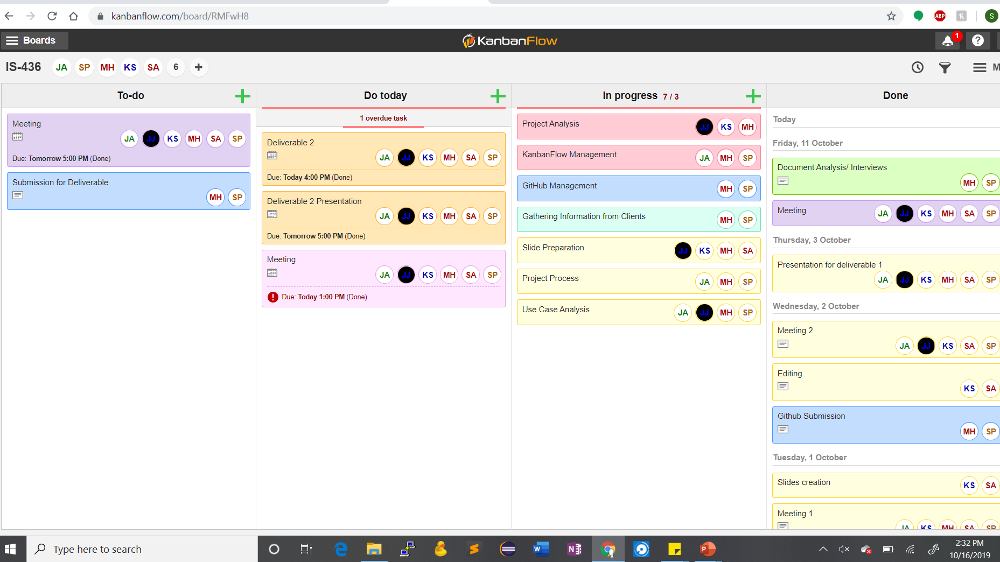 kanbanflow.com/board/RMFwH8
ABP
S
Boards
KanbanFlow
1
?
IS-436
JA SP MH KS SA 6 +
M
To-do
Meeting
JA JJ KS MH SA SP
Due: Tomorrow 5:00 PM (Done)
Submission for Deliverable
MH SP
Do today
1 overdue task
Deliverable 2
JA JJ KS MH SA SP
Due: Today 4:00 PM (Done)
Deliverable 2 Presentation
JA JJ KS MH SA SP
Due: Tomorrow 5:00 PM (Done)
Meeting
JA JJ KS MH SA SP
Due: Today 1:00 PM (Done)
In progress 7 / 3
Project Analysis JJ KS MH
KanbanFlow Management JA MH SP
GitHub Management MH SP
Gathering Information from Clients MH SP
Slide Preparation JJ KS MH SA
Project Process JA MH SP
Use Case Analysis JA JJ MH SP
Done
Today
Friday, 11 October
Document Analysis/ Interviews
MH SP
Meeting JA JJ KS MH SA SP
Thursday, 3 October
Presentation for deliverable 1
JA JJ KS MH SA SP
Wednesday, 2 October
Meeting 2
JA JJ KS SA SP
Editing
KS SA
Github Submission
MH SP
Tuesday, 1 October
Slides creation KS SA
Meeting 1
JA KS MH SA SP
Type here to search
2:32 PM
10/16/2019